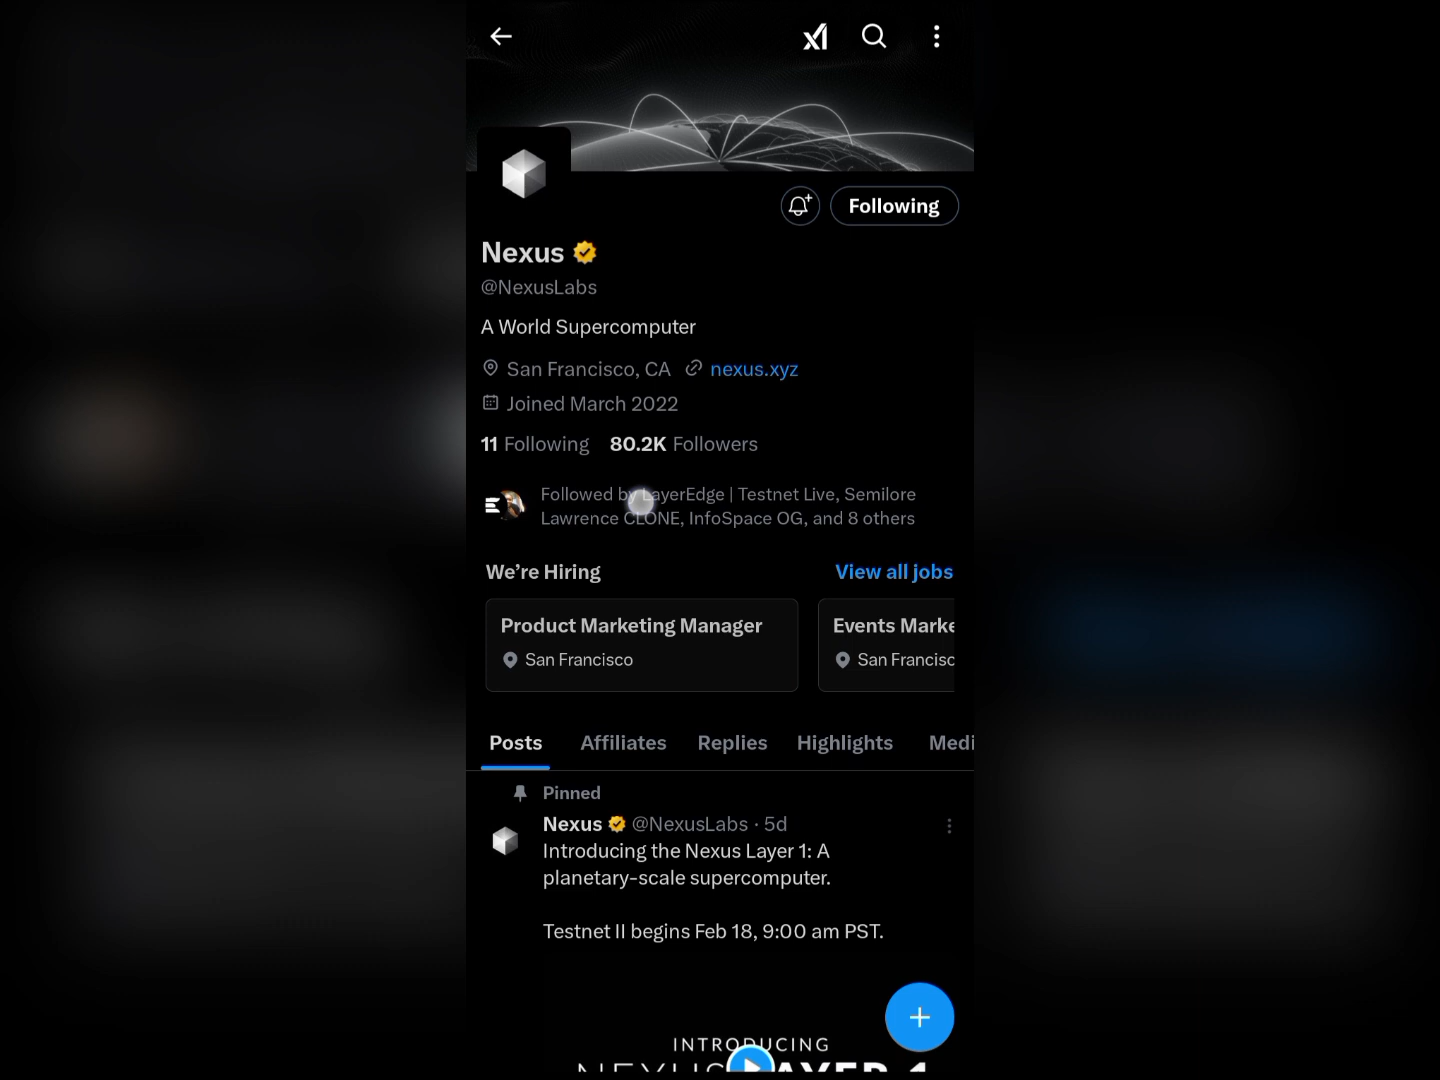 Following
Nexus
@NexusLabs
A World Supercomputer
San Francisco, CA nexus.xyz
Joined March 2022
11 Following 80.2K Followers
Followed by LayerEdge | Testnet Live, Semilore
Lawrence CLONE, InfoSpace OG, and 8 others
We’re Hiring View all jobs
Product Marketing Manager
San Francisco
Events Marke
San Francisc
Posts Affiliates Replies Highlights Medi
Pinned
Nexus @NexusLabs · 5d
Introducing the Nexus Layer 1: A
planetary-scale supercomputer.
Testnet II begins Feb 18, 9:00 am PST.
INTRODUCING
NEXUS LAYER 1